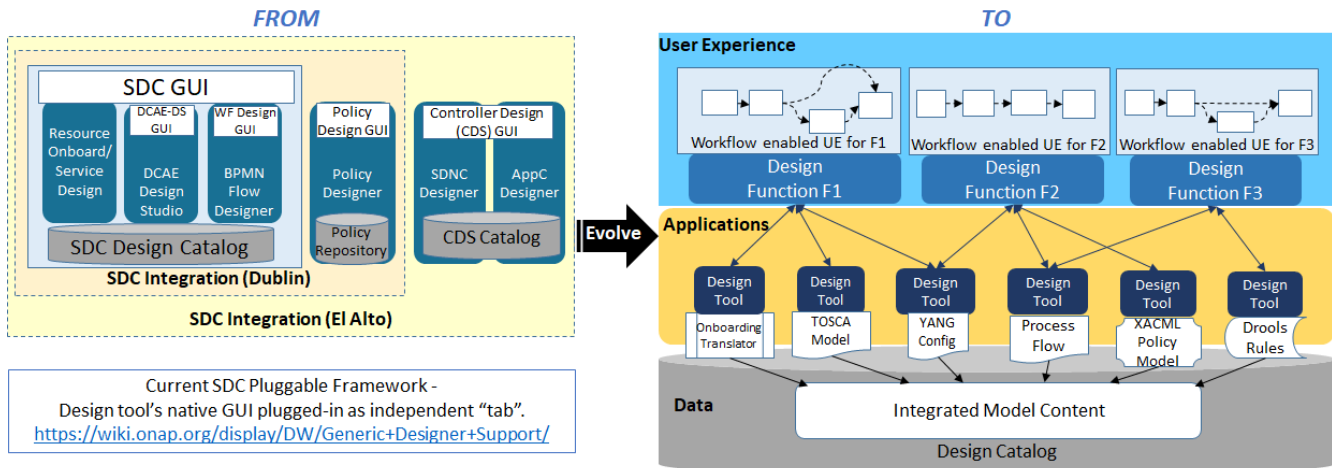 FROM
SDC GUI
Resource
Onboard/
Service
Design
DCAE-DS
GUI
DCAE
Design
Studio
WF Design
GUI
BPMN
Flow
Designer
SDC Design Catalog
SDC Integration (Dublin)
Policy
Design GUI
Policy
Designer
Policy
Repository
Controller Design
(CDS) GUI
SDNC
Designer
AppC
Designer
CDS Catalog
SDC Integration (El Alto)
Current SDC Pluggable Framework -
Design tool's native GUI plugged-in as independent “tab”.
https://wiki.onap.org/display/DW/Generic+Designer+Support/
Evolve
TO
User Experience
Workflow enabled UE for F1
Workflow enabled UE for F2
Workflow enabled UE for F3
Design
Function F1
Design
Function F2
Design
Function F3
Applications
Design
Tool
Onboarding
Translator
Design
Tool
TOSCA
Model
Design
Tool
YANG
Config
Design
Tool
Process
Flow
Design
Tool
XACML
Policy
Model
Design
Tool
Drools
Rules
Data
Integrated Model Content
Design Catalog